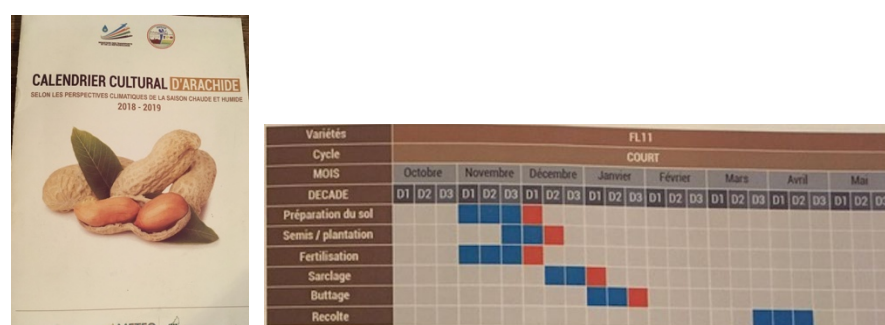 CALENDRIER CULTURAL D'ARACHIDE
SELON LES PERSPECTIVES CLIMATIQUES DE LA SAISON CHAUDE ET HUMIDE
2018 - 2019
Variétés FL11
Cycle COURT
MOIS Octobre Novembre Décembre Janvier Février Mars Avril Mai
DECADE D1 D2 D3 D1 D2 D3 D1 D2 D3 D1 D2 D3 D1 D2 D3 D1 D2 D3 D1 D2 D3 D1 D2
Préparation du sol
Semis / plantation
Fertilisation
Sarclage
Buttage
Recolte